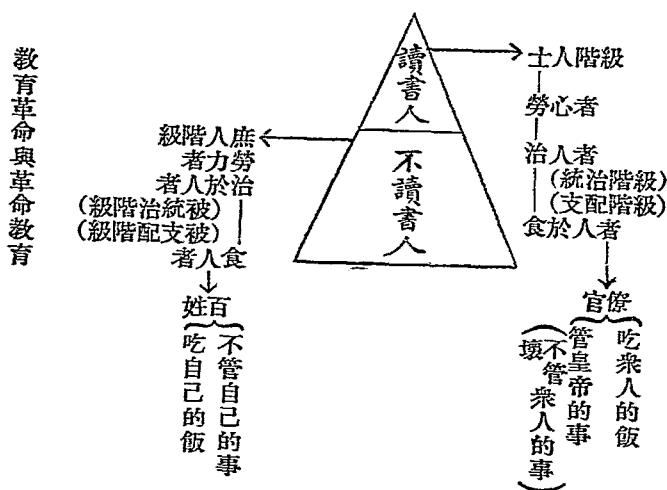 讀書人
不讀書人
士人階級
勞心者
治人者
(統治階級)
(支配階級)
食於人者
官僚
吃衆人的飯
管皇帝的事
(不管衆人的事)
壞
庶人階級
勞力者
治於人者
(被統治階級)
(被支配階級)
食人者
百姓
不管自己的事
吃自己的飯
教育革命與革命教育